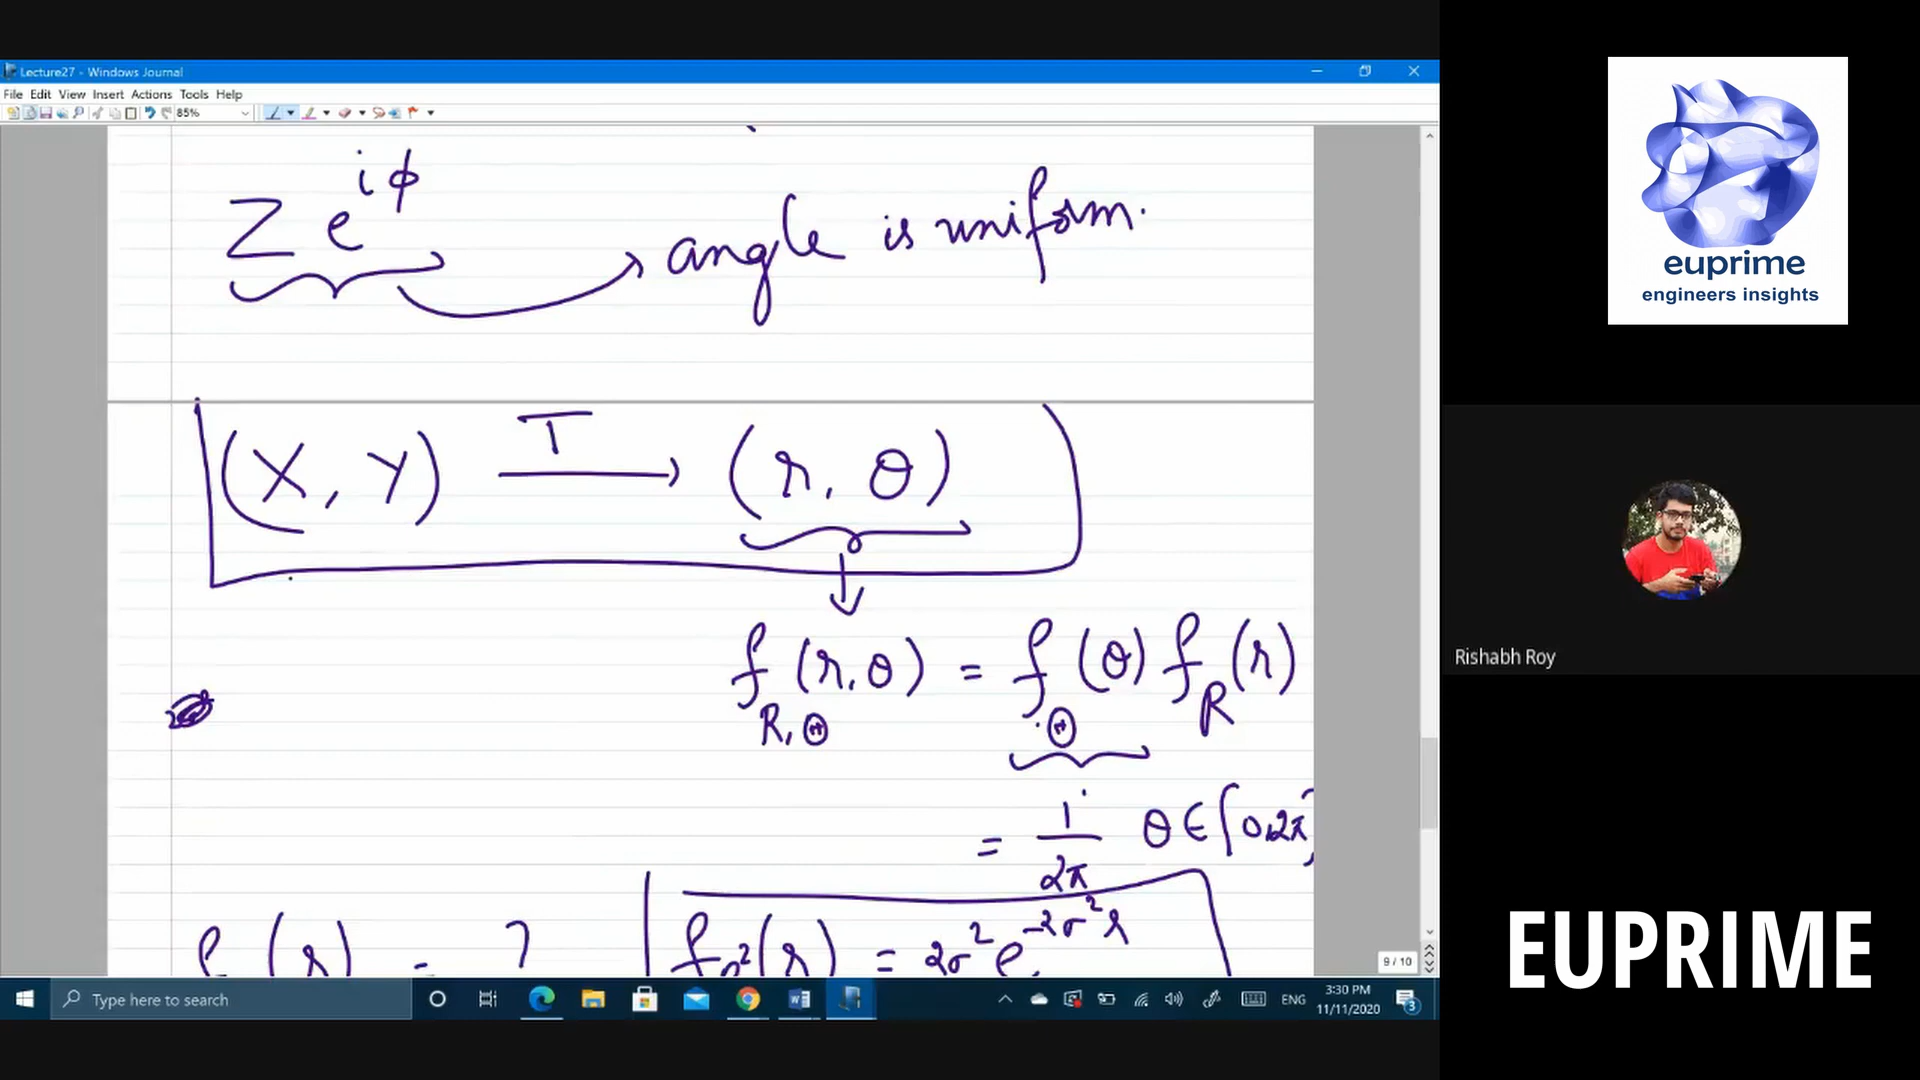 Lecture27 - Windows Journal
File Edit View Insert Actions Tools Help
85%
Z e^{iφ} → angle is uniform.
(X, Y) T → (r, θ)
f_{R,Θ} (r,θ) = f_Θ (θ) f_R (r)
= 1/2π θ ∈ [0,2π]
(r) = ? f_{R²}(r) = 2σ² e^{-2σ² r}
9 / 10
Type here to search
ENG
3:30 PM
11/11/2020
3
euprime
engineers insights
Rishabh Roy
EUPRIME